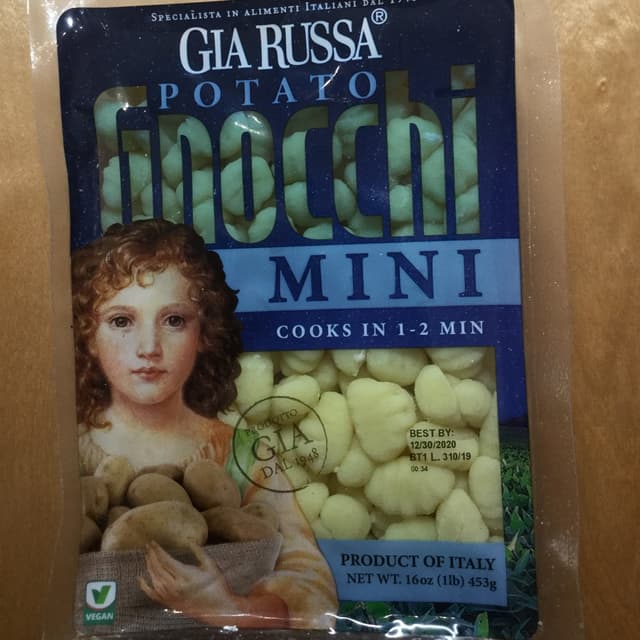 SPECIALISTA IN ALIMENTI ITALIANI DAL
GIA RUSSA®
POTATO
Gnocchi
MINI
COOKS IN 1-2 MIN
PRODOTTO
GIA
DAL 1948
BEST BY:
12/30/2020
BT1 L. 310/19
00:34
PRODUCT OF ITALY
NET WT. 16oz (1lb) 453g
V
VEGAN